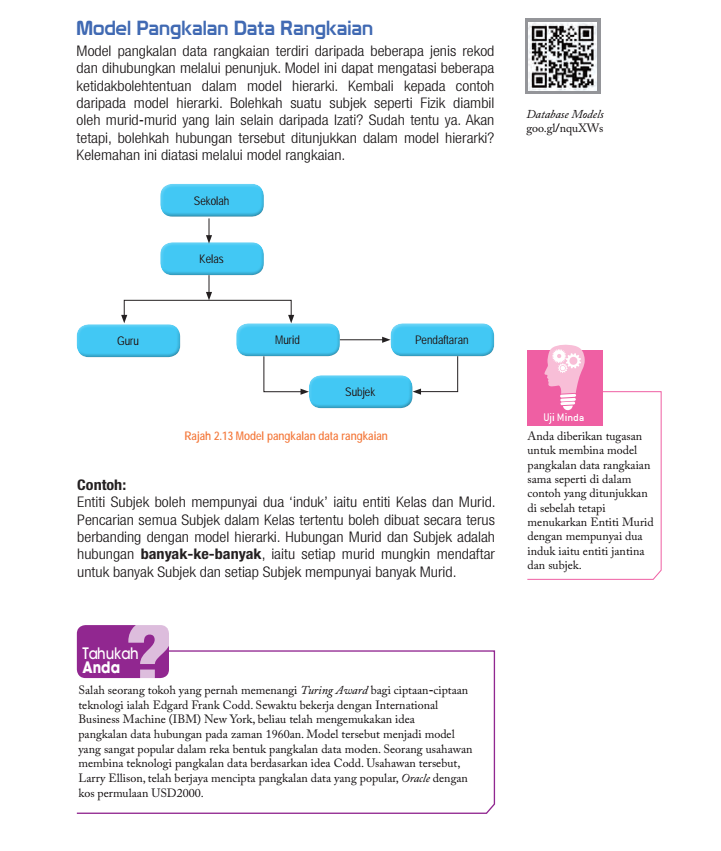 Model Pangkalan Data Rangkaian
Model pangkalan data rangkaian terdiri daripada beberapa jenis rekod
dan dihubungkan melalui penunjuk. Model ini dapat mengatasi beberapa
ketidakbolehtentuan dalam model hierarki. Kembali kepada contoh
daripada model hierarki. Bolehkah suatu subjek seperti Fizik diambil
oleh murid-murid yang lain selain daripada Izati? Sudah tentu ya. Akan
tetapi, bolehkah hubungan tersebut ditunjukkan dalam model hierarki?
Kelemahan ini diatasi melalui model rangkaian.
Database Models
goo.gl/nquXWs
Sekolah
Kelas
Guru
Murid
Pendaftaran
Subjek
Rajah 2.13 Model pangkalan data rangkaian
Uji Minda
Anda diberikan tugasan
untuk membina model
pangkalan data rangkaian
sama seperti di dalam
contoh yang ditunjukkan
di sebelah tetapi
menukarkan Entiti Murid
dengan mempunyai dua
induk iaitu entiti jantina
dan subjek.
Contoh:
Entiti Subjek boleh mempunyai dua ‘induk’ iaitu entiti Kelas dan Murid.
Pencarian semua Subjek dalam Kelas tertentu boleh dibuat secara terus
berbanding dengan model hierarki. Hubungan Murid dan Subjek adalah
hubungan banyak-ke-banyak, iaitu setiap murid mungkin mendaftar
untuk banyak Subjek dan setiap Subjek mempunyai banyak Murid.
Tahukah
Anda ?
Salah seorang tokoh yang pernah memenangi Turing Award bagi ciptaan-ciptaan
teknologi ialah Edgard Frank Codd. Sewaktu bekerja dengan International
Business Machine (IBM) New York, beliau telah mengemukakan idea
pangkalan data hubungan pada zaman 1960an. Model tersebut menjadi model
yang sangat popular dalam reka bentuk pangkalan data moden. Seorang usahawan
membina teknologi pangkalan data berdasarkan idea Codd. Usahawan tersebut,
Larry Ellison, telah berjaya mencipta pangkalan data yang popular, Oracle dengan
kos permulaan USD2000.